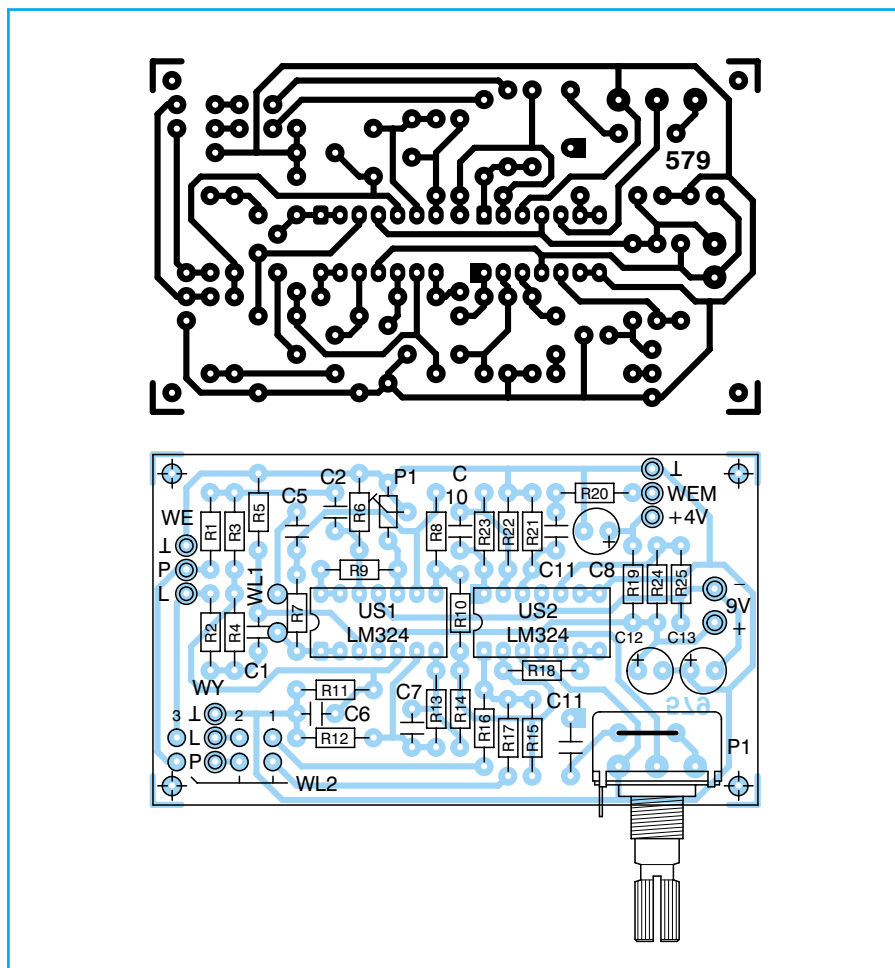 579
C2 P1 C 10 ⊥
WE C5 R20 WEM
R1 R3 R5 R6 R8 R23 R22 R21 +4V
⊥
P R9 C11 C8 R19 R24 R25 −
L WL1 9V
R2 R4 R7 US1 LM324 R10 US2 LM324 +
C12 C13
C1 R18
WY R11 C7 R13 R14 C11 579
3 ⊥ 2 1 C6 R16 R17 R15
L R12 P1
P
WL2